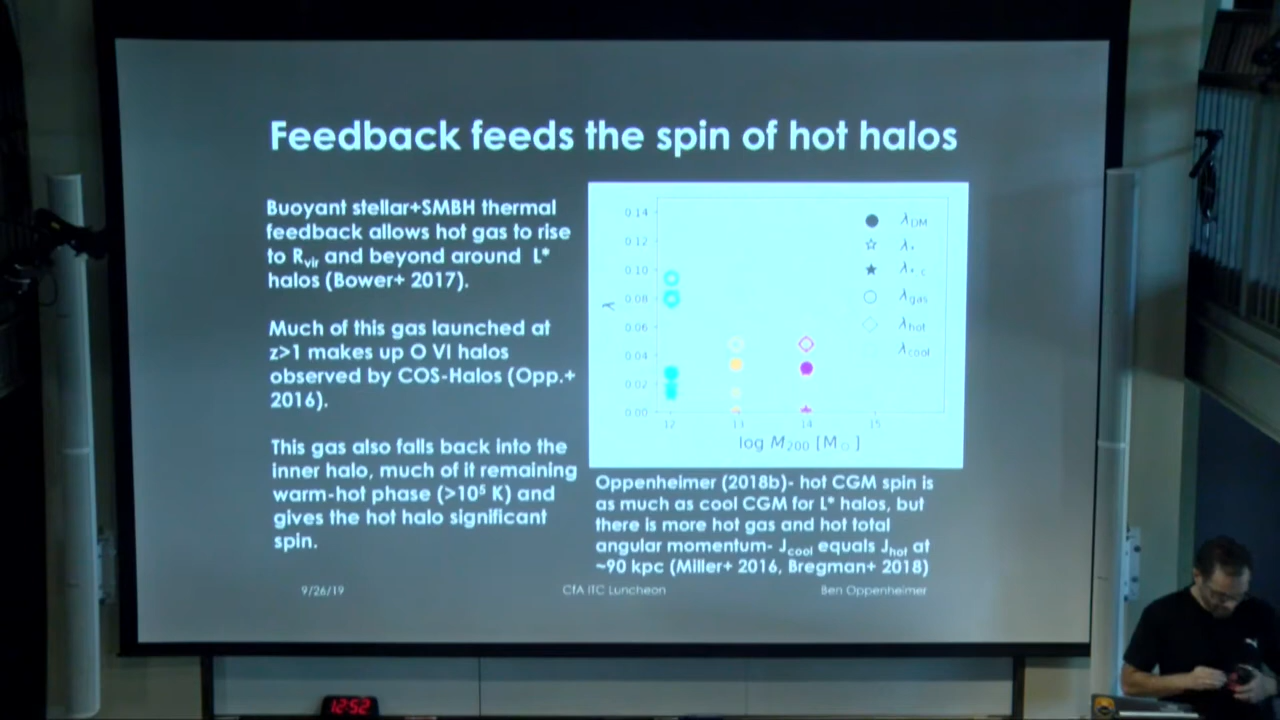 Feedback feeds the spin of hot halos
Buoyant stellar+SMBH thermal
feedback allows hot gas to rise
to Rvir and beyond around L*
halos (Bower+ 2017).
Much of this gas launched at
z>1 makes up O VI halos
observed by COS-Halos (Opp.+
2016).
This gas also falls back into the
inner halo, much of it remaining
warm-hot phase (>10⁵ K) and
gives the hot halo significant
spin.
0.14
0.12
0.10
0.08
0.06
0.04
0.02
0.00
λ
12 13 14 15
log M200 [M☉]
λDM
λ*
λgas
λhot
λcool
Oppenheimer (2018b)- hot CGM spin is
as much as cool CGM for L* halos, but
there is more hot gas and hot total
angular momentum- Jcool equals Jhot at
~90 kpc (Miller+ 2016, Bregman+ 2018)
9/26/19 CfA ITC Luncheon Ben Oppenheimer
12:52